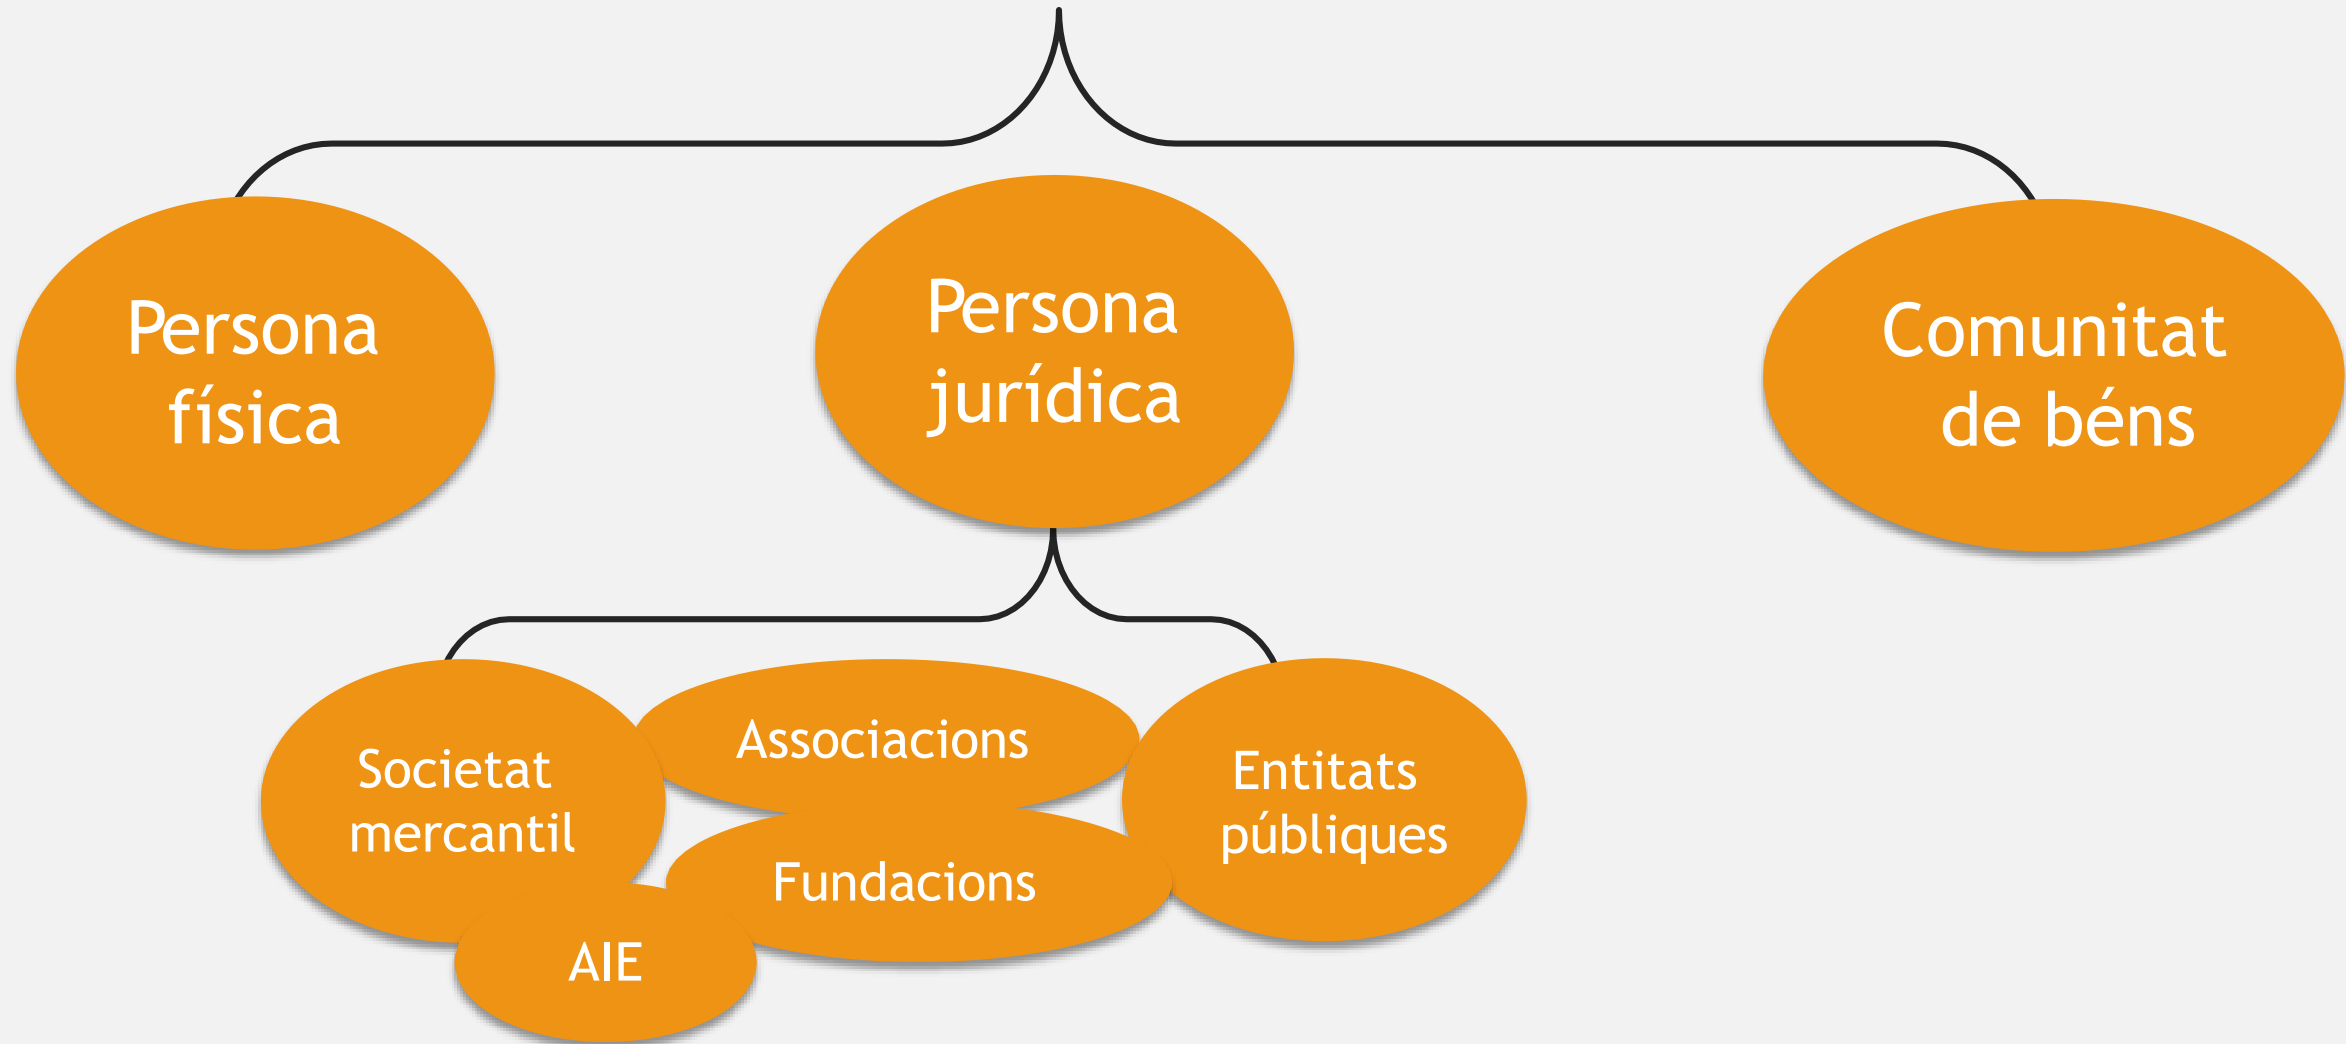 Persona
física
Persona
jurídica
Comunitat
de béns
Societat
mercantil
Associacions
Entitats
públiques
Fundacions
AIE